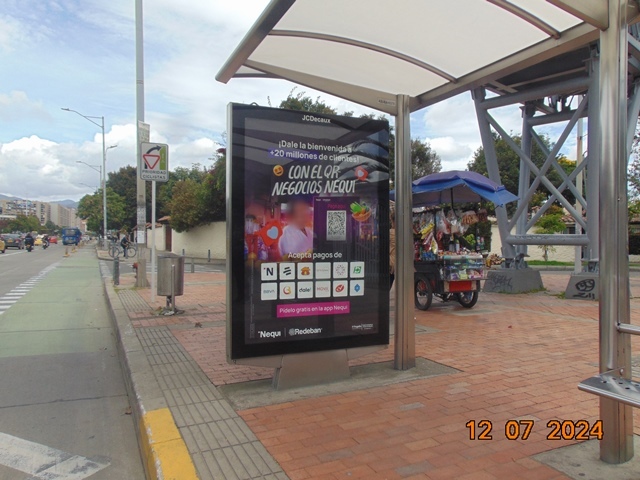 JCDecaux
¡Dale la bienvenida a
+20 millones de clientes!
CON EL QR
NEGOCIOS NEQUI
Acepta pagos de
Pídelo gratis en la app Nequi
Nequi | Redeban
CICLISTAS
12 07 2024